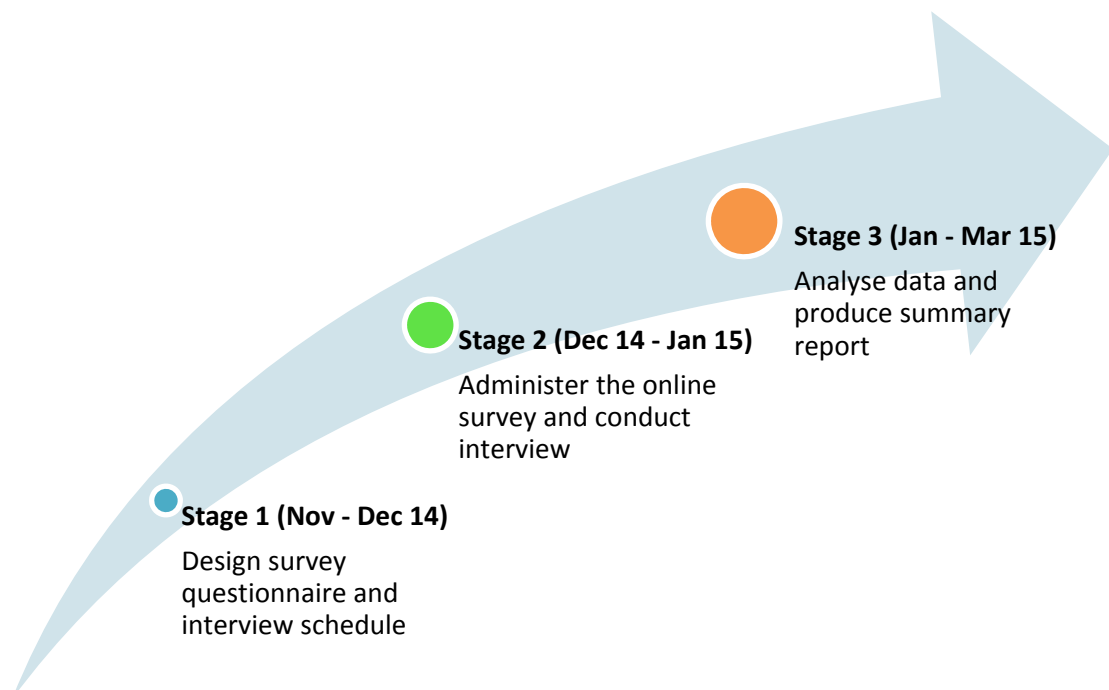 Stage 3 (Jan - Mar 15)
Analyse data and
produce summary
report
Stage 2 (Dec 14 - Jan 15)
Administer the online
survey and conduct
interview
Stage 1 (Nov - Dec 14)
Design survey
questionnaire and
interview schedule